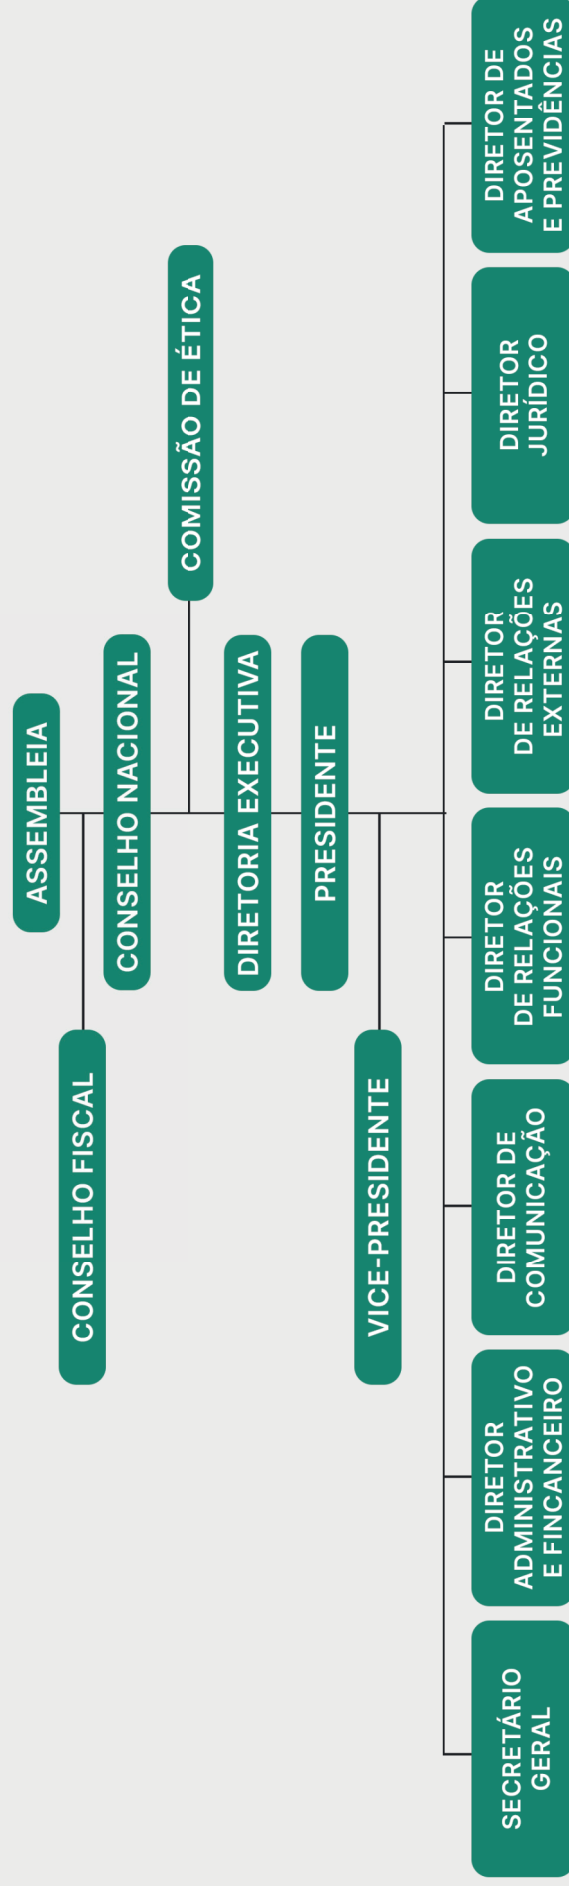 ASSEMBLEIA
CONSELHO FISCAL
CONSELHO NACIONAL
COMISSÃO DE ÉTICA
DIRETORIA EXECUTIVA
PRESIDENTE
VICE-PRESIDENTE
SECRETÁRIO
GERAL
DIRETOR
ADMINISTRATIVO
E FINCANCEIRO
DIRETOR DE
COMUNICAÇÃO
DIRETOR
DE RELAÇÕES
FUNCIONAIS
DIRETOR
DE RELAÇÕES
EXTERNAS
DIRETOR
JURÍDICO
DIRETOR DE
APOSENTADOS
E PREVIDÊNCIAS